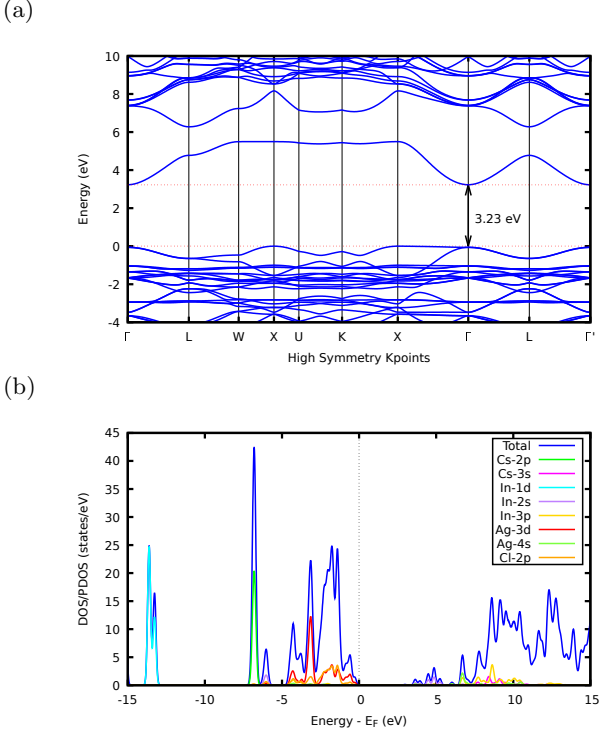 (a)
10
8
6
4
2
0
-2
-4
Energy (eV)
3.23 eV
Γ L W X U K X Γ L Γ'
High Symmetry Kpoints
(b)
45
40
35
30
25
20
15
10
5
0
DOS/PDOS (states/eV)
Total
Cs-2p
Cs-3s
In-1d
In-2s
In-3p
Ag-3d
Ag-4s
Cl-2p
-15 -10 -5 0 5 10 15
Energy - E_F (eV)